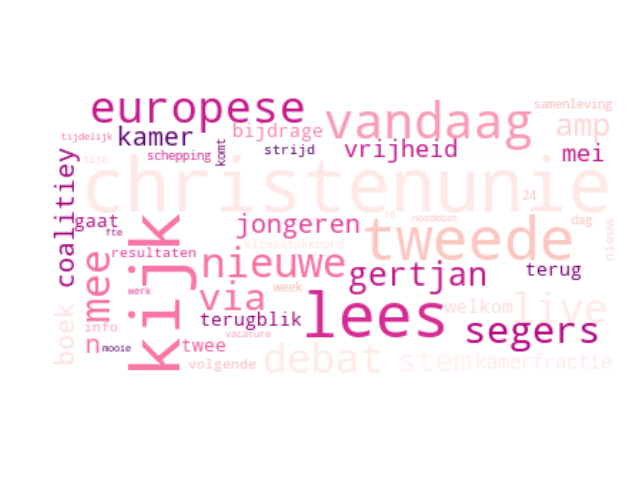 europese
vandaag
samenleving
tijdelijk
kamer
bijdrage
amp
schepping
komt
strijd
vrijheid
mei
tijd
christenunie
24
coalitiey
gaat
fte
jongeren
tweede
10
nosdebat
dag
nieuw
klimaatakkoord
resultaten
mee
kijk
nieuwe
gertjan
terug
werk
via
week
lees
welkom
live
boek
info
terugblik
segers
vacature
n
mooie
twee
volgende
debat
stem
kamerfractie